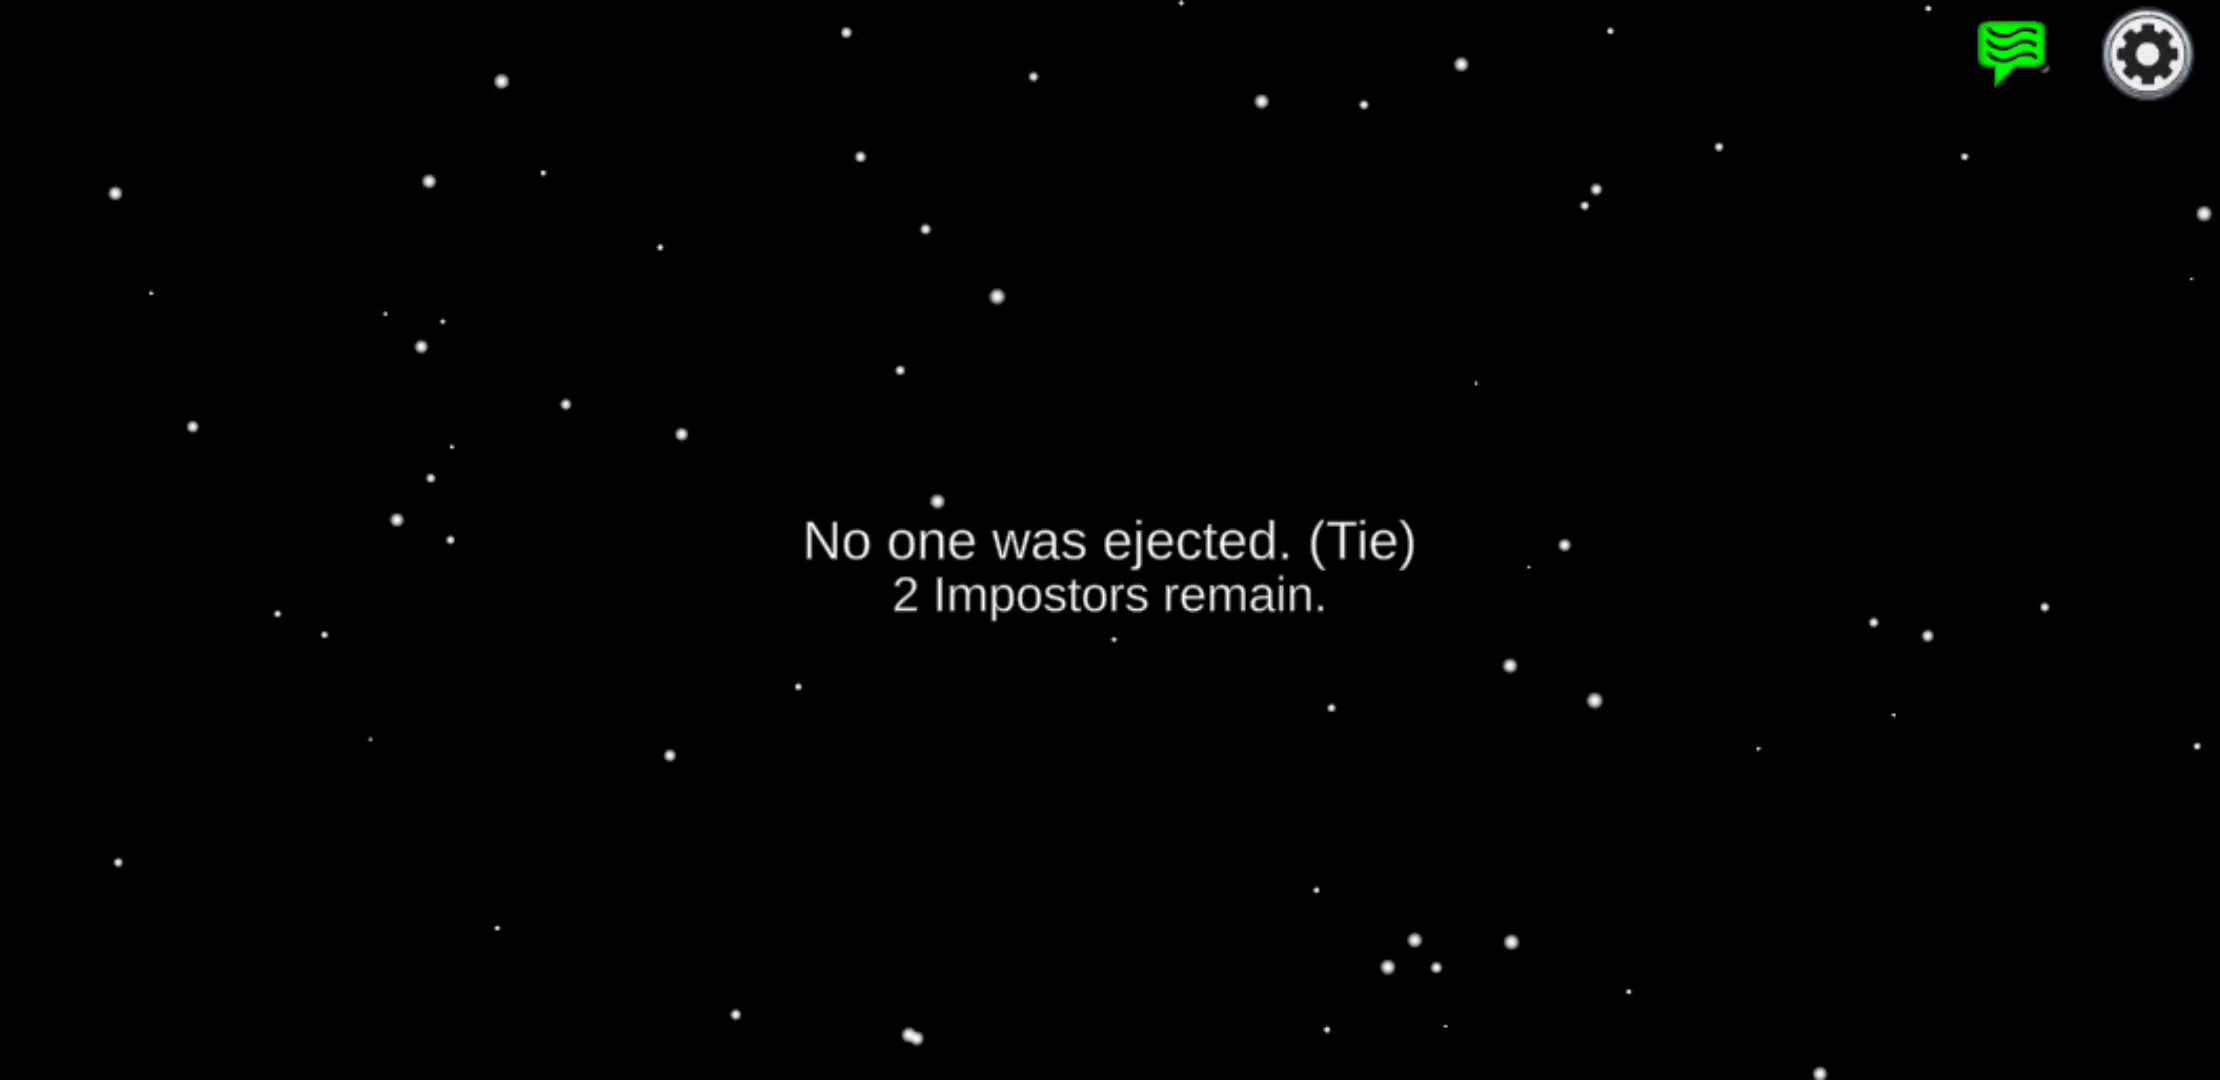 No one was ejected. (Tie)
2 Impostors remain.